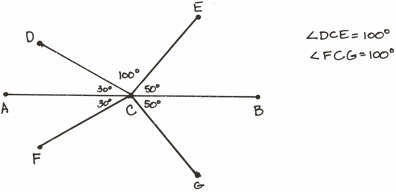 E
∠DCE = 100°
D
∠FCG = 100°
100°
30° 50°
A C B
30° 50°
F
G